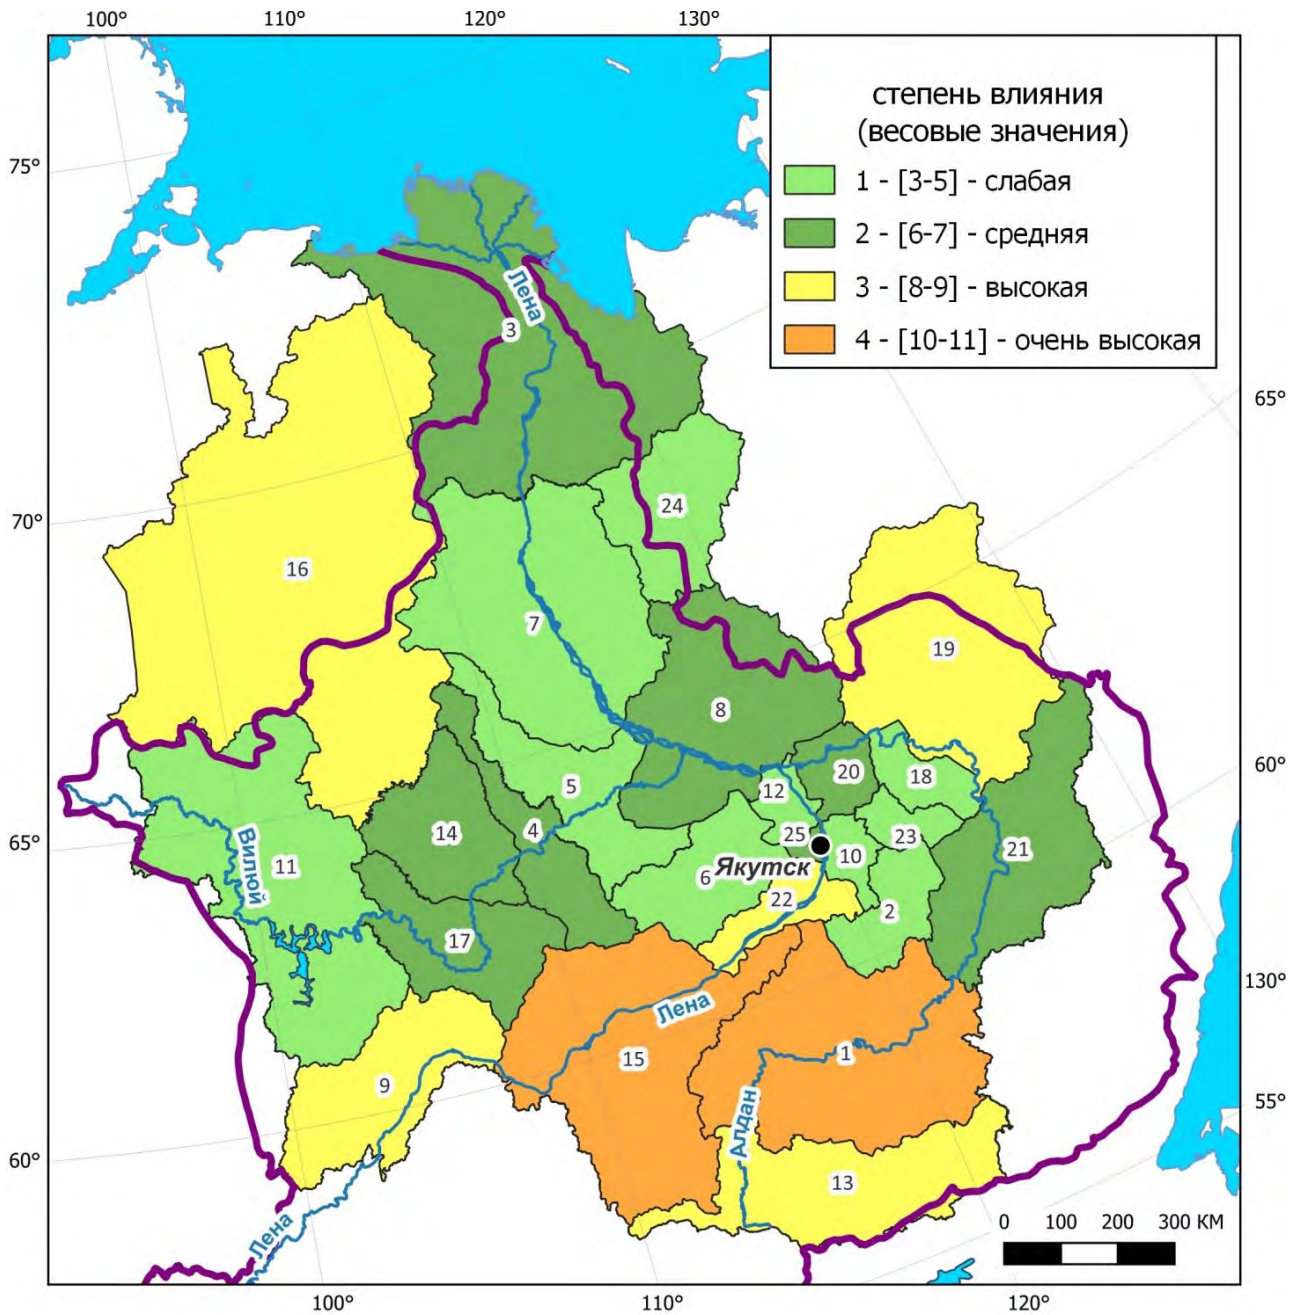 100° 110° 120° 130°
степень влияния
(весовые значения)
1 - [3-5] - слабая
2 - [6-7] - средняя
3 - [8-9] - высокая
4 - [10-11] - очень высокая
75°
Лена
3
65°
24
70°
16
7
19
8
60°
5
12
20
18
14
4
65°
Вилюй
11
25
10
23
21
Якутск
6
22
2
17
130°
Лена
15
1
9
55°
Алдан
60°
13
Лена
0 100 200 300 КМ
100° 110° 120°